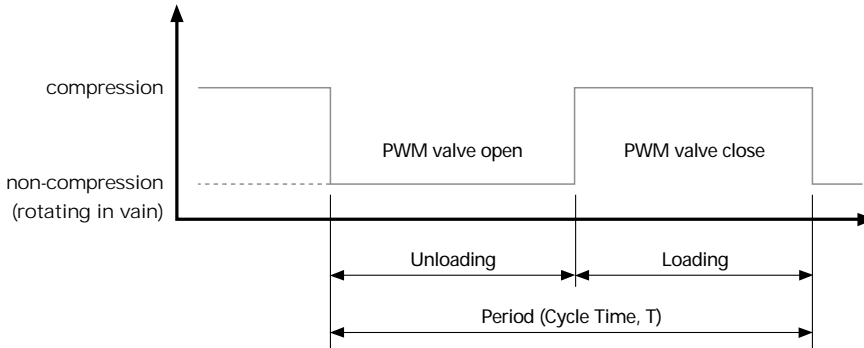 compression
PWM valve open
PWM valve close
non-compression
(rotating in vain)
Unloading
Loading
Period (Cycle Time, T)